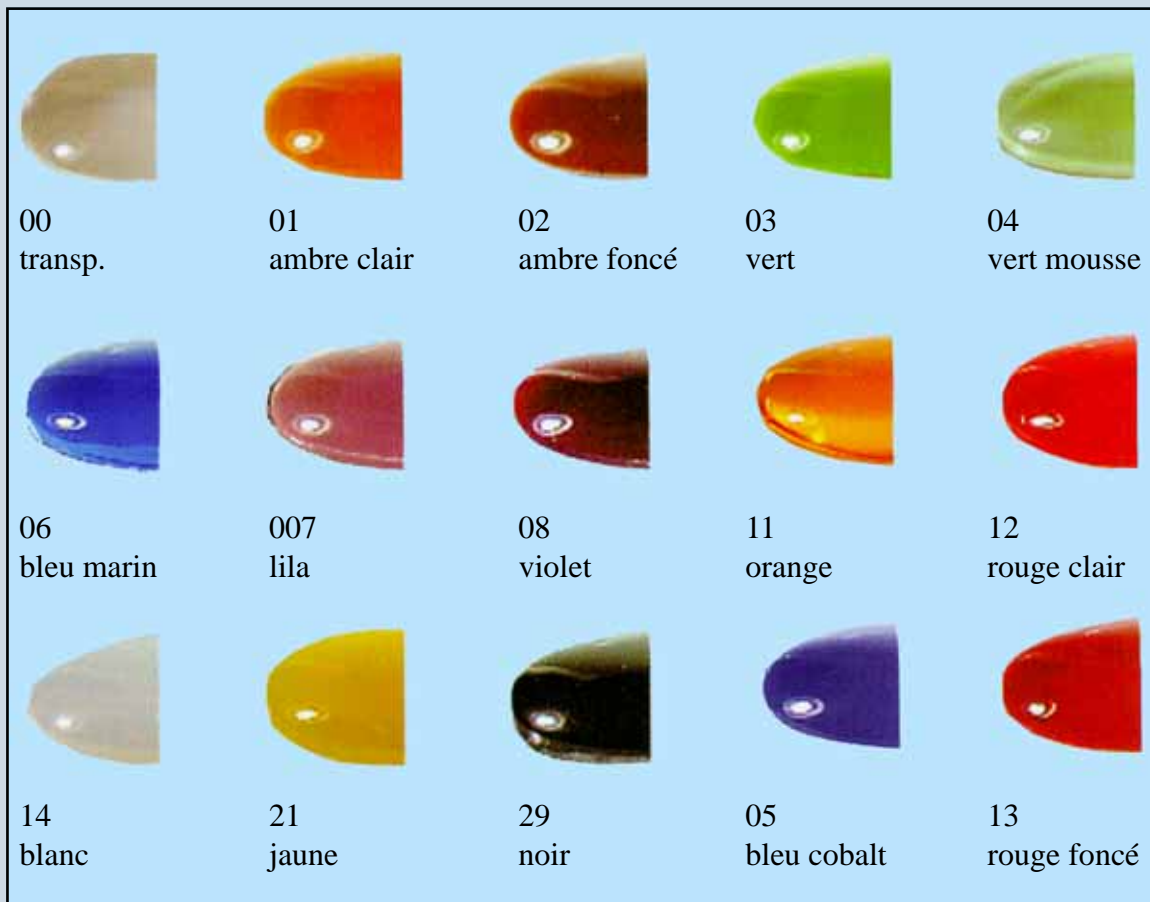 00
transp.
01
ambre clair
02
ambre foncé
03
vert
04
vert mousse
06
bleu marin
007
lila
08
violet
11
orange
12
rouge clair
14
blanc
21
jaune
29
noir
05
bleu cobalt
13
rouge foncé